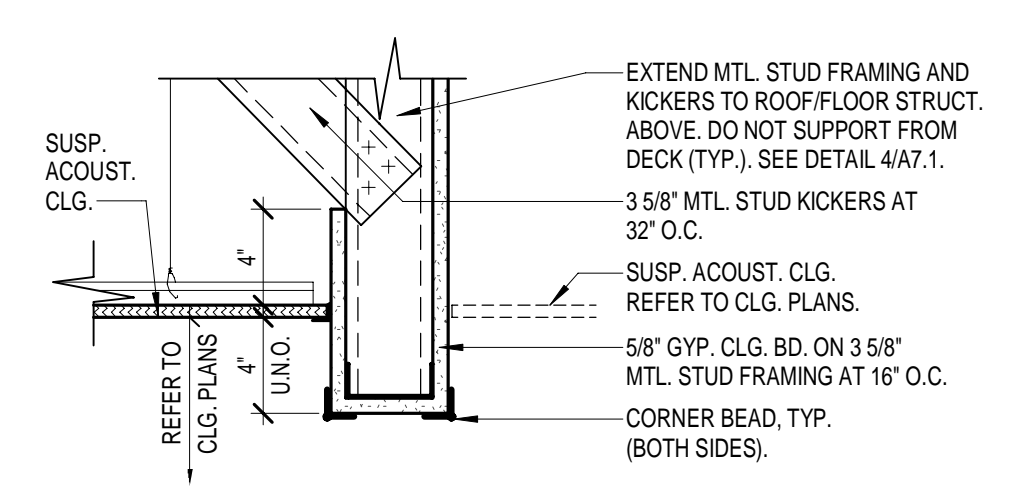 EXTEND MTL. STUD FRAMING AND
KICKERS TO ROOF/FLOOR STRUCT.
ABOVE. DO NOT SUPPORT FROM
DECK (TYP.). SEE DETAIL 4/A7.1.
SUSP.
ACOUST.
CLG.
3 5/8" MTL. STUD KICKERS AT
32" O.C.
4"
SUSP. ACOUST. CLG.
REFER TO CLG. PLANS.
REFER TO
CLG. PLANS
4"
U.N.O.
5/8" GYP. CLG. BD. ON 3 5/8"
MTL. STUD FRAMING AT 16" O.C.
CORNER BEAD, TYP.
(BOTH SIDES).